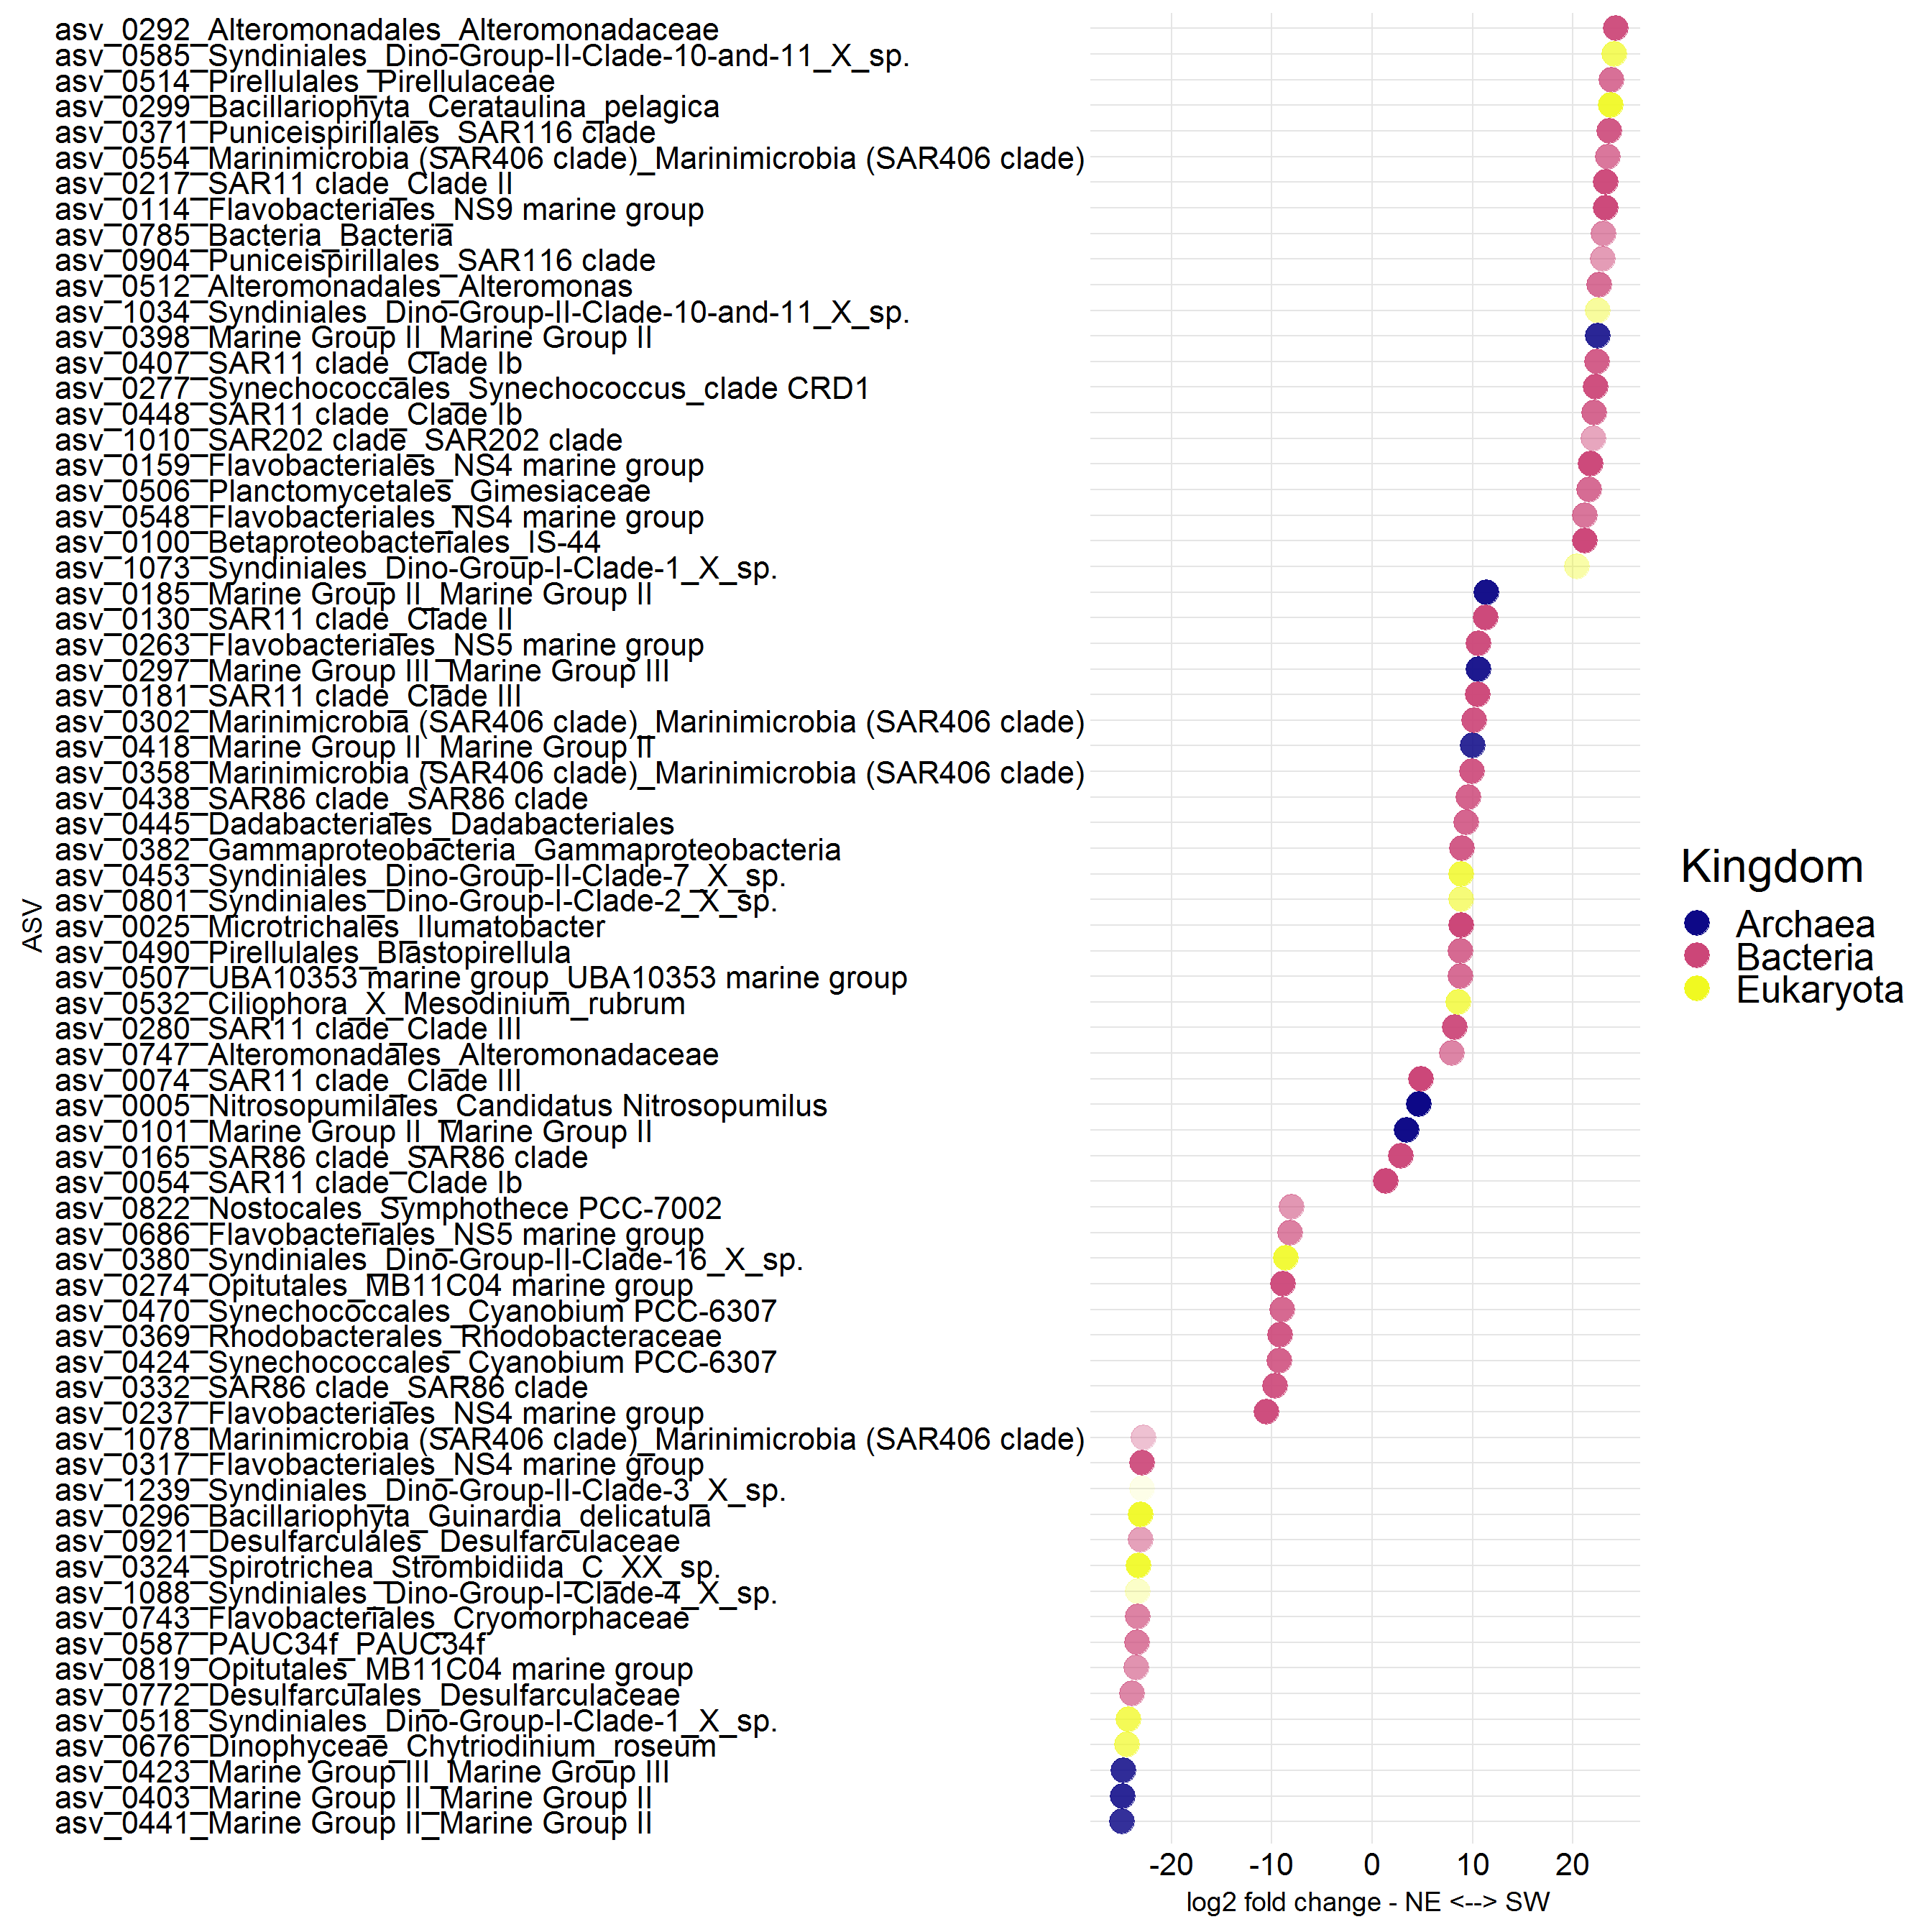 asv_0292_Alteromonadales_Alteromonadaceae
asv_0585_Syndiniales_Dino-Group-II-Clade-10-and-11_X_sp.
asv_0514_Pirellulales_Pirellulaceae
asv_0299_Bacillariophyta_Cerataulina_pelagica
asv_0371_Puniceispirillales_SAR116 clade
asv_0554_Marinimicrobia (SAR406 clade)_Marinimicrobia (SAR406 clade)
asv_0217_SAR11 clade_Clade II
asv_0114_Flavobacteriales_NS9 marine group
asv_0785_Bacteria_Bacteria
asv_0904_Puniceispirillales_SAR116 clade
asv_0512_Alteromonadales_Alteromonas
asv_1034_Syndiniales_Dino-Group-II-Clade-10-and-11_X_sp.
asv_0398_Marine Group II_Marine Group II
asv_0407_SAR11 clade_Clade Ib
asv_0277_Synechococcales_Synechococcus_clade CRD1
asv_0448_SAR11 clade_Clade Ib
asv_1010_SAR202 clade_SAR202 clade
asv_0159_Flavobacteriales_NS4 marine group
asv_0506_Planctomycetales_Gimesiaceae
asv_0548_Flavobacteriales_NS4 marine group
asv_0100_Betaproteobacteriales_IS-44
asv_1073_Syndiniales_Dino-Group-I-Clade-1_X_sp.
asv_0185_Marine Group II_Marine Group II
asv_0130_SAR11 clade_Clade II
asv_0263_Flavobacteriales_NS5 marine group
asv_0297_Marine Group III_Marine Group III
asv_0181_SAR11 clade_Clade III
asv_0302_Marinimicrobia (SAR406 clade)_Marinimicrobia (SAR406 clade)
asv_0418_Marine Group II_Marine Group II
asv_0358_Marinimicrobia (SAR406 clade)_Marinimicrobia (SAR406 clade)
asv_0438_SAR86 clade_SAR86 clade
asv_0445_Dadabacteriales_Dadabacteriales
asv_0382_Gammaproteobacteria_Gammaproteobacteria
asv_0453_Syndiniales_Dino-Group-II-Clade-7_X_sp.
asv_0801_Syndiniales_Dino-Group-I-Clade-2_X_sp.
asv_0025_Microtrichales_Ilumatobacter
asv_0490_Pirellulales_Blastopirellula
asv_0507_UBA10353 marine group_UBA10353 marine group
asv_0532_Ciliophora_X_Mesodinium_rubrum
asv_0280_SAR11 clade_Clade III
asv_0747_Alteromonadales_Alteromonadaceae
asv_0074_SAR11 clade_Clade III
asv_0005_Nitrosopumilales_Candidatus Nitrosopumilus
asv_0101_Marine Group II_Marine Group II
asv_0165_SAR86 clade_SAR86 clade
asv_0054_SAR11 clade_Clade Ib
asv_0822_Nostocales_Symphothece PCC-7002
asv_0686_Flavobacteriales_NS5 marine group
asv_0380_Syndiniales_Dino-Group-II-Clade-16_X_sp.
asv_0274_Opitutales_MB11C04 marine group
asv_0470_Synechococcales_Cyanobium PCC-6307
asv_0369_Rhodobacterales_Rhodobacteraceae
asv_0424_Synechococcales_Cyanobium PCC-6307
asv_0332_SAR86 clade_SAR86 clade
asv_0237_Flavobacteriales_NS4 marine group
asv_1078_Marinimicrobia (SAR406 clade)_Marinimicrobia (SAR406 clade)
asv_0317_Flavobacteriales_NS4 marine group
asv_1239_Syndiniales_Dino-Group-II-Clade-3_X_sp.
asv_0296_Bacillariophyta_Guinardia_delicatula
asv_0921_Desulfarculales_Desulfarculaceae
asv_0324_Spirotrichea_Strombidiida_C_XX_sp.
asv_1088_Syndiniales_Dino-Group-I-Clade-4_X_sp.
asv_0743_Flavobacteriales_Cryomorphaceae
asv_0587_PAUC34f_PAUC34f
asv_0819_Opitutales_MB11C04 marine group
asv_0772_Desulfarculales_Desulfarculaceae
asv_0518_Syndiniales_Dino-Group-I-Clade-1_X_sp.
asv_0676_Dinophyceae_Chytriodinium_roseum
asv_0423_Marine Group III_Marine Group III
asv_0403_Marine Group II_Marine Group II
asv_0441_Marine Group II_Marine Group II
ASV
-20 -10 0 10 20
log2 fold change - NE <--> SW
Kingdom
Archaea
Bacteria
Eukaryota